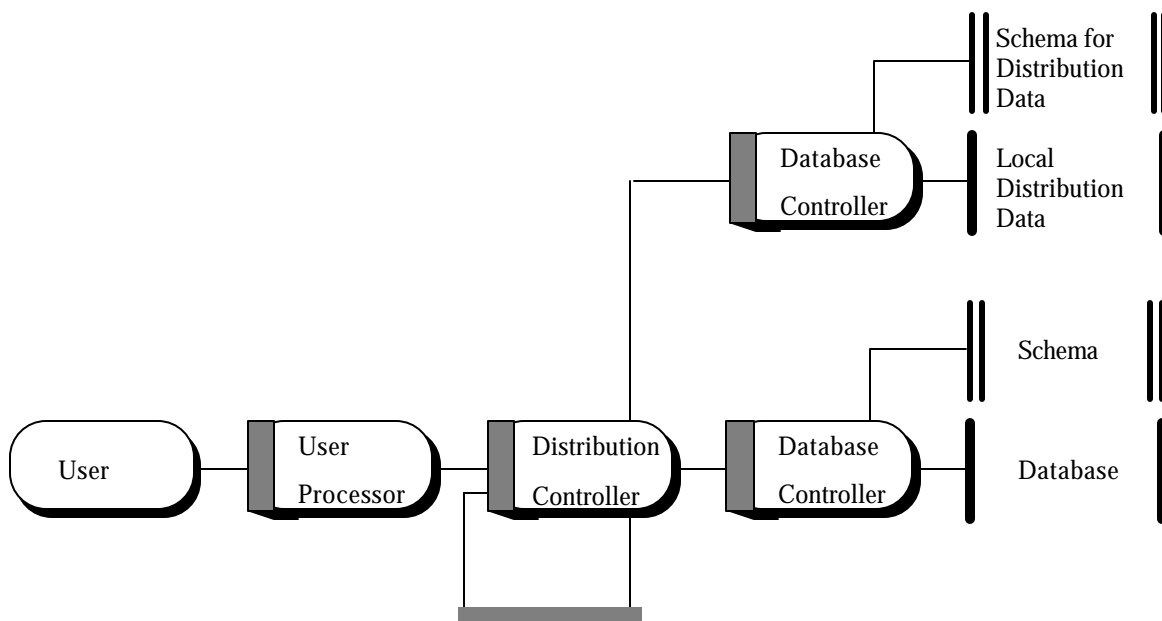 Schema for
Distribution
Data
Database
Controller
Local
Distribution
Data
Schema
User
User
Processor
Distribution
Controller
Database
Controller
Database